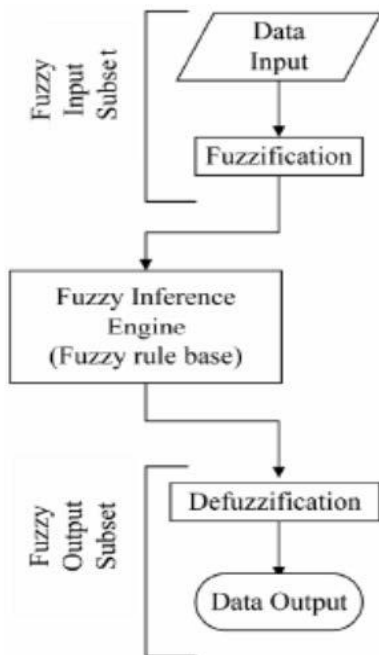 Fuzzy
Input
Subset
Data
Input
Fuzzification
Fuzzy Inference
Engine
(Fuzzy rule base)
Fuzzy
Output
Subset
Defuzzification
Data Output